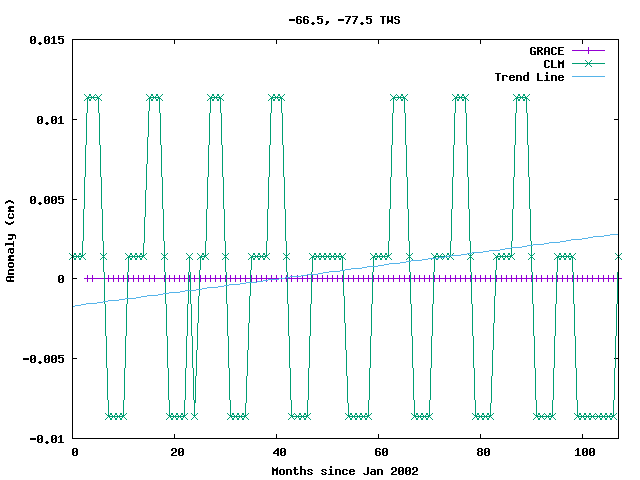 -66.5, -77.5 TWS
GRACE
CLM
Trend Line
0.015
0.01
0.005
0
-0.005
-0.01
Anomaly (cm)
0 20 40 60 80 100
Months since Jan 2002